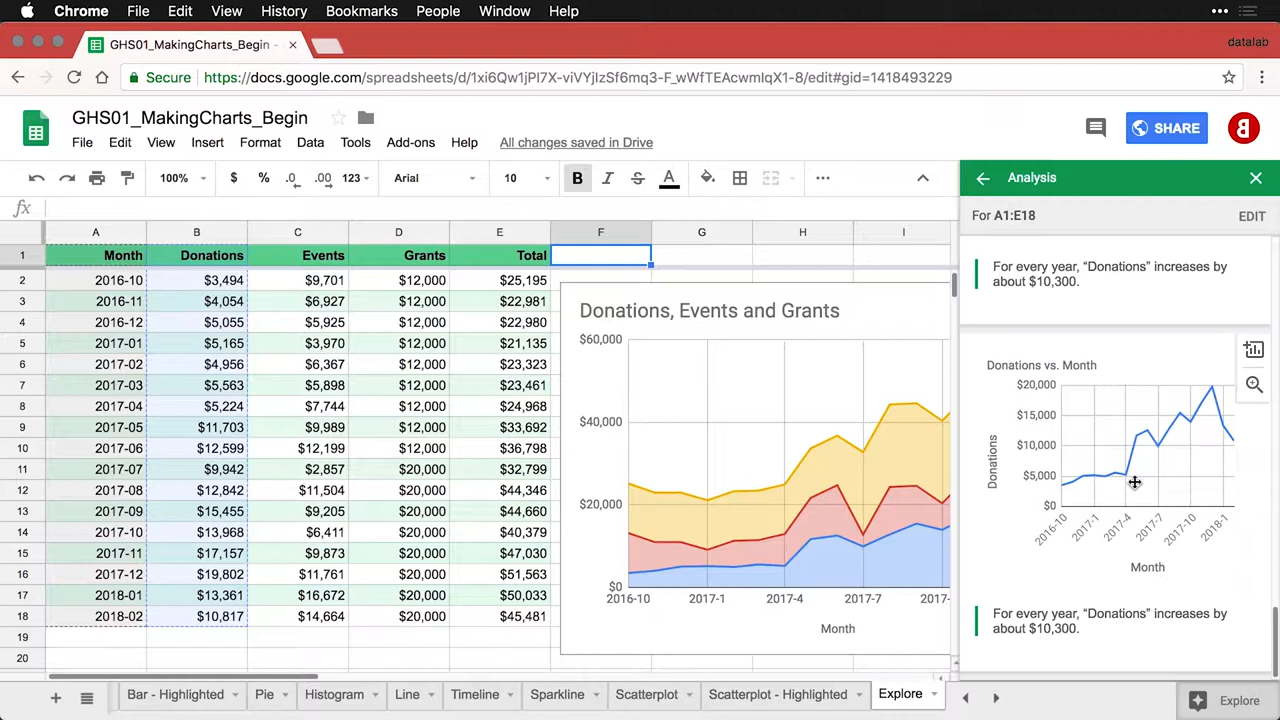 Chrome File Edit View History Bookmarks People Window Help
GHS01_MakingCharts_Begin - ×
datalab
Secure https://docs.google.com/spreadsheets/d/1xi6Qw1jPI7X-viVYjIzSf6mq3-F_wWfTEAcwmIqX1-8/edit#gid=1418493229
GHS01_MakingCharts_Begin
File Edit View Insert Format Data Tools Add-ons Help All changes saved in Drive
SHARE
100% $ % .0 .00 123 Arial 10 B I S A
Analysis
For A1:E18 EDIT
fx
A B C D E F G H I
1 Month Donations Events Grants Total
2 2016-10 $3,494 $9,701 $12,000 $25,195
3 2016-11 $4,054 $6,927 $12,000 $22,981
4 2016-12 $5,055 $5,925 $12,000 $22,980
5 2017-01 $5,165 $3,970 $12,000 $21,135
6 2017-02 $4,956 $6,367 $12,000 $23,323
7 2017-03 $5,563 $5,898 $12,000 $23,461
8 2017-04 $5,224 $7,744 $12,000 $24,968
9 2017-05 $11,703 $9,989 $12,000 $33,692
10 2017-06 $12,599 $12,199 $12,000 $36,798
11 2017-07 $9,942 $2,857 $20,000 $32,799
12 2017-08 $12,842 $11,504 $20,000 $44,346
13 2017-09 $15,455 $9,205 $20,000 $44,660
14 2017-10 $13,968 $6,411 $20,000 $40,379
15 2017-11 $17,157 $9,873 $20,000 $47,030
16 2017-12 $19,802 $11,761 $20,000 $51,563
17 2018-01 $13,361 $16,672 $20,000 $50,033
18 2018-02 $10,817 $14,664 $20,000 $45,481
19
20
Donations, Events and Grants
$60,000
$40,000
$20,000
$0
2016-10 2017-1 2017-4 2017-7 2017-
Month
For every year, “Donations” increases by
about $10,300.
Donations vs. Month
$20,000
$15,000
$10,000
$5,000
$0
Donations
2016-10 2017-1 2017-4 2017-7 2017-10 2018-1
Month
For every year, “Donations” increases by
about $10,300.
Bar - Highlighted Pie Histogram Line Timeline Sparkline Scatterplot Scatterplot - Highlighted Explore
Explore